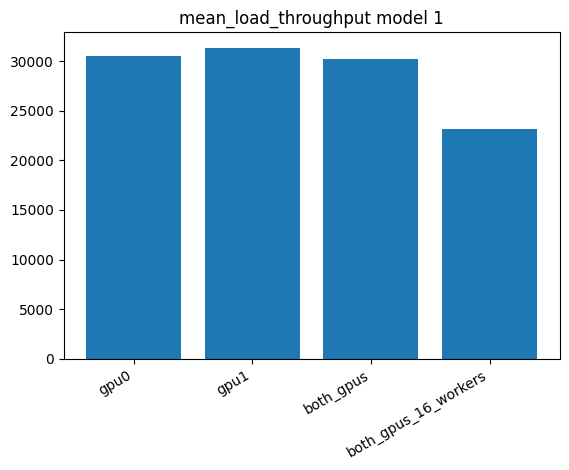 mean_load_throughput model 1
30000
25000
20000
15000
10000
5000
0
gpu0
gpu1
both_gpus
both_gpus_16_workers